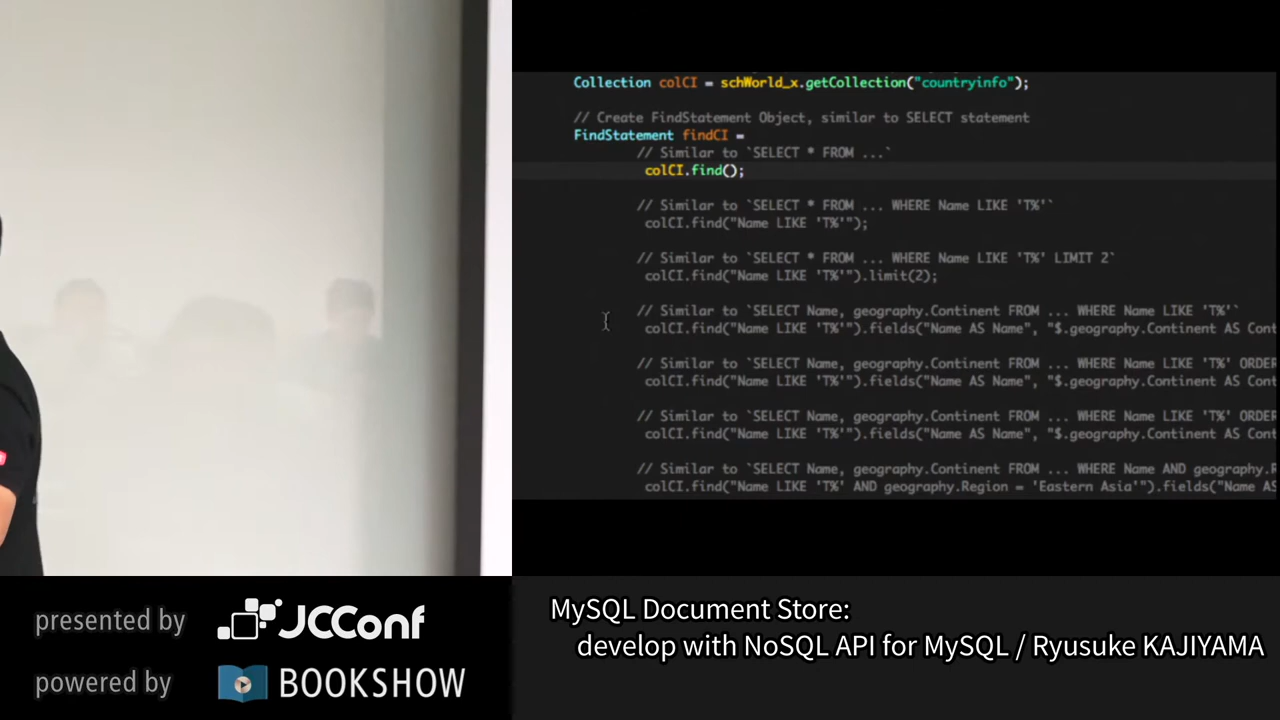 Collection colCI = schWorld_x.getCollection("countryinfo");
// Create FindStatement Object, similar to SELECT statement
FindStatement findCI =
// Similar to `SELECT * FROM ...`
colCI.find();
// Similar to `SELECT * FROM ... WHERE Name LIKE 'T%'`
colCI.find("Name LIKE 'T%'");
// Similar to `SELECT * FROM ... WHERE Name LIKE 'T%' LIMIT 2`
colCI.find("Name LIKE 'T%'").limit(2);
// Similar to `SELECT Name, geography.Continent FROM ... WHERE Name LIKE 'T%'`
colCI.find("Name LIKE 'T%'").fields("Name AS Name", "$.geography.Continent AS Cont
// Similar to `SELECT Name, geography.Continent FROM ... WHERE Name LIKE 'T%' ORDER
colCI.find("Name LIKE 'T%'").fields("Name AS Name", "$.geography.Continent AS Cont
// Similar to `SELECT Name, geography.Continent FROM ... WHERE Name LIKE 'T%' ORDER
colCI.find("Name LIKE 'T%'").fields("Name AS Name", "$.geography.Continent AS Cont
// Similar to `SELECT Name, geography.Continent FROM ... WHERE Name AND geography.R
colCI.find("Name LIKE 'T%' AND geography.Region = 'Eastern Asia'").fields("Name AS
presented by JCConf
powered by BOOKSHOW
MySQL Document Store:
develop with NoSQL API for MySQL / Ryusuke KAJIYAMA